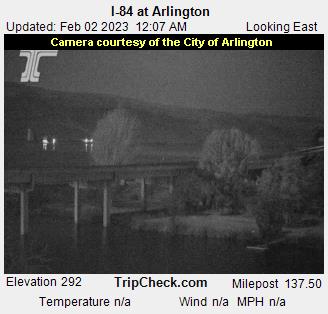 I-84 at Arlington
Updated: Feb 02 2023 12:07 AM Looking East
Camera courtesy of the City of Arlington
Elevation 292 TripCheck.com Milepost 137.50
Temperature n/a Wind n/a MPH n/a